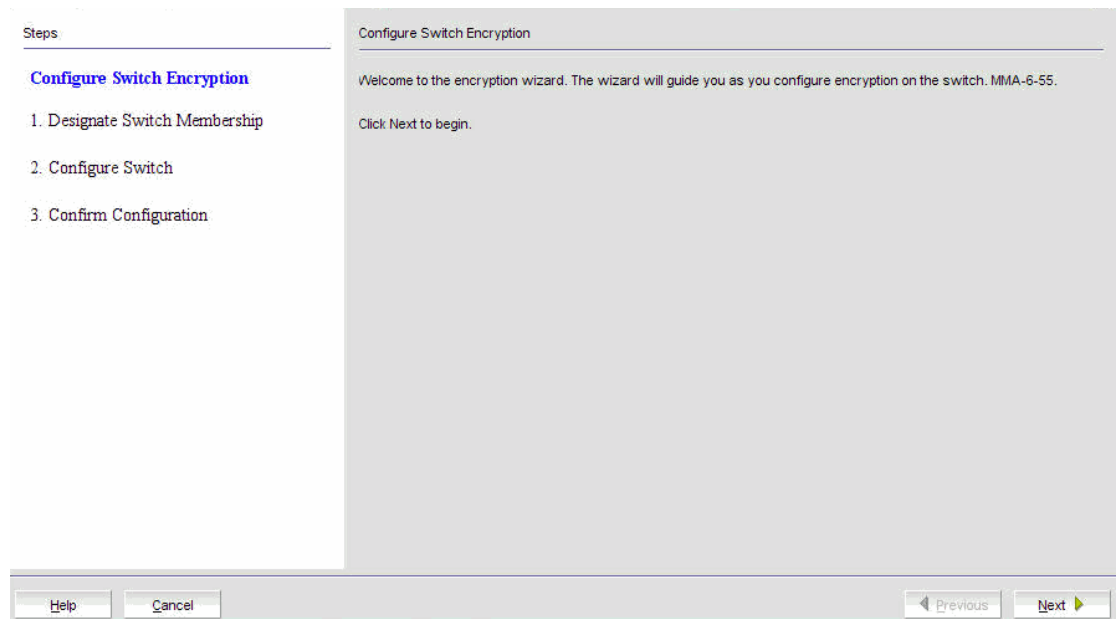 Steps
Configure Switch Encryption
1. Designate Switch Membership
2. Configure Switch
3. Confirm Configuration
Configure Switch Encryption
Welcome to the encryption wizard. The wizard will guide you as you configure encryption on the switch. MMA-6-55.
Click Next to begin.
Help
Cancel
Previous
Next